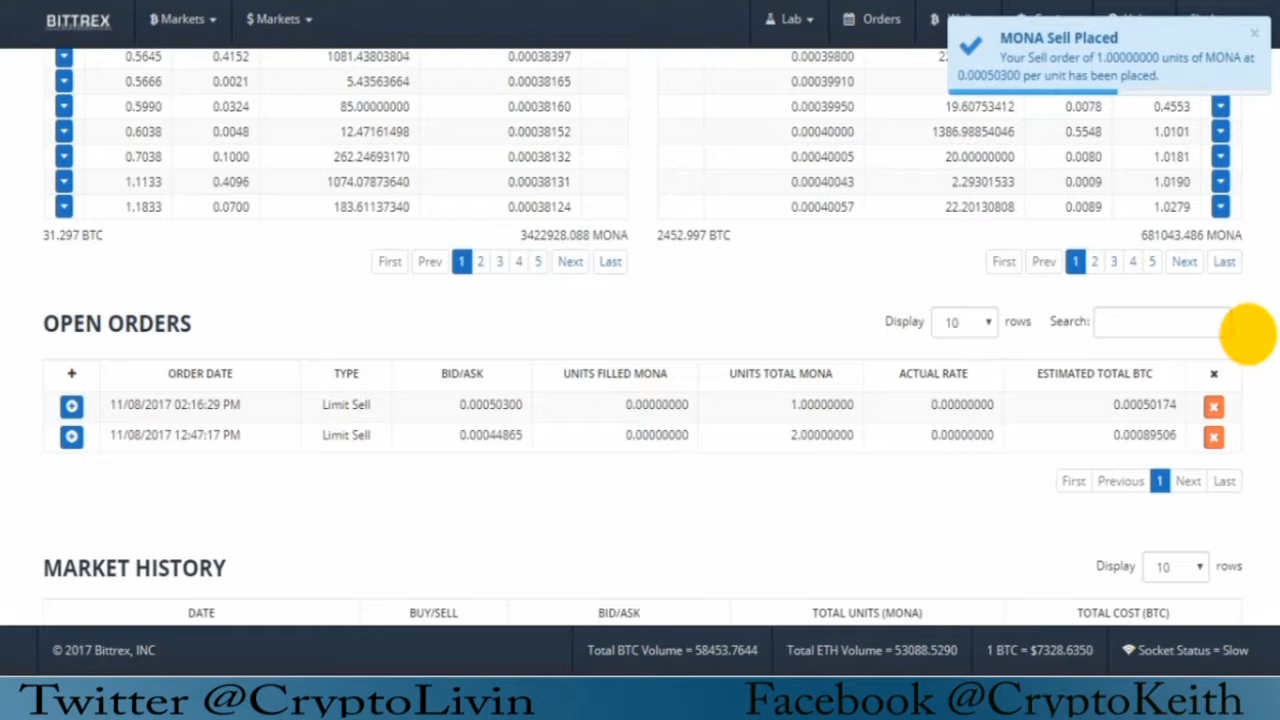 BITTREX
Ƀ Markets
$ Markets
Lab
Orders
MONA Sell Placed
Your Sell order of 1.00000000 units of MONA at
0.00050300 per unit has been placed.
×
0.5645 0.4152 1081.43803804 0.00038397 0.00039800
0.5666 0.0021 5.43563664 0.00038165 0.00039910
0.5990 0.0324 85.00000000 0.00038160 0.00039950 19.60753412 0.0078 0.4553
0.6038 0.0048 12.47161498 0.00038152 0.00040000 1386.98854046 0.5548 1.0101
0.7038 0.1000 262.24693170 0.00038132 0.00040005 20.00000000 0.0080 1.0181
1.1133 0.4096 1074.07873640 0.00038131 0.00040043 2.29301533 0.0009 1.0190
1.1833 0.0700 183.61137340 0.00038124 0.00040057 22.20130808 0.0089 1.0279
31.297 BTC 3422928.088 MONA 2452.997 BTC 681043.486 MONA
First Prev 1 2 3 4 5 Next Last First Prev 1 2 3 4 5 Next Last
OPEN ORDERS
Display 10 rows Search:
+ ORDER DATE TYPE BID/ASK UNITS FILLED MONA UNITS TOTAL MONA ACTUAL RATE ESTIMATED TOTAL BTC ×
11/08/2017 02:16:29 PM Limit Sell 0.00050300 0.00000000 1.00000000 0.00000000 0.00050174
11/08/2017 12:47:17 PM Limit Sell 0.00044865 0.00000000 2.00000000 0.00000000 0.00089506
First Previous 1 Next Last
MARKET HISTORY
Display 10 rows
DATE BUY/SELL BID/ASK TOTAL UNITS (MONA) TOTAL COST (BTC)
© 2017 Bittrex, INC Total BTC Volume = 58453.7644 Total ETH Volume = 53088.5290 1 BTC = $7328.6350 Socket Status = Slow
Twitter @CryptoLivin Facebook @CryptoKeith